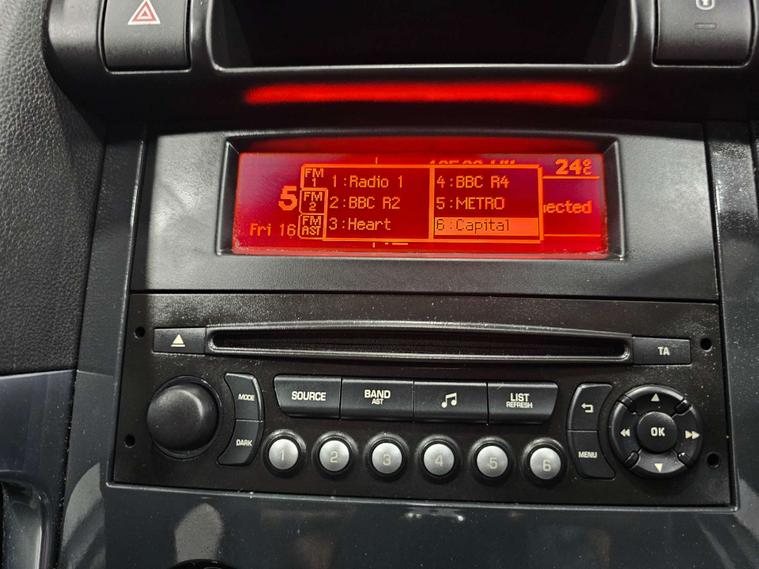 24°C
FM 1
1:Radio 1
4:BBC R4
5
FM 2
2:BBC R2
5:METRO
Fri 16
FM AST
3:Heart
6:Capital
TA
MODE
SOURCE
BAND
AST
LIST
REFRESH
DARK
MENU
OK
1
2
3
4
5
6